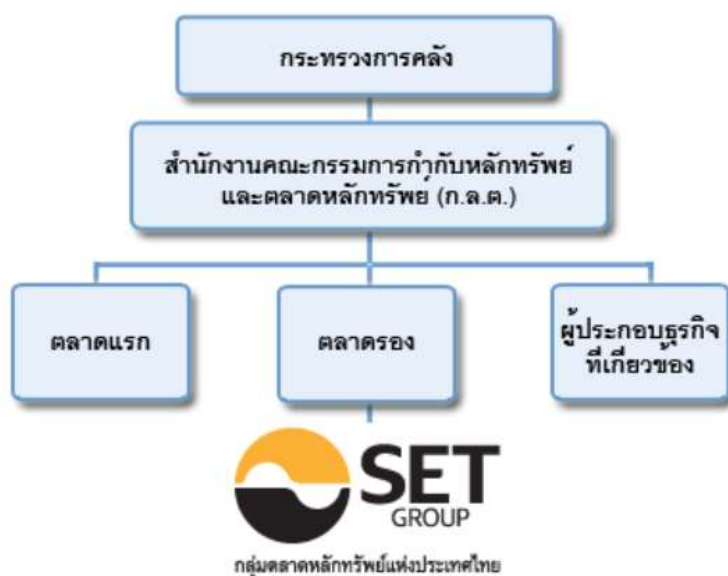 กระทรวงการคลัง
สำนักงานคณะกรรมการกำกับหลักทรัพย์
และตลาดหลักทรัพย์ (ก.ล.ต.)
ตลาดแรก
ตลาดรอง
ผู้ประกอบธุรกิจ
ที่เกี่ยวข้อง
SET
GROUP
กลุ่มตลาดหลักทรัพย์แห่งประเทศไทย